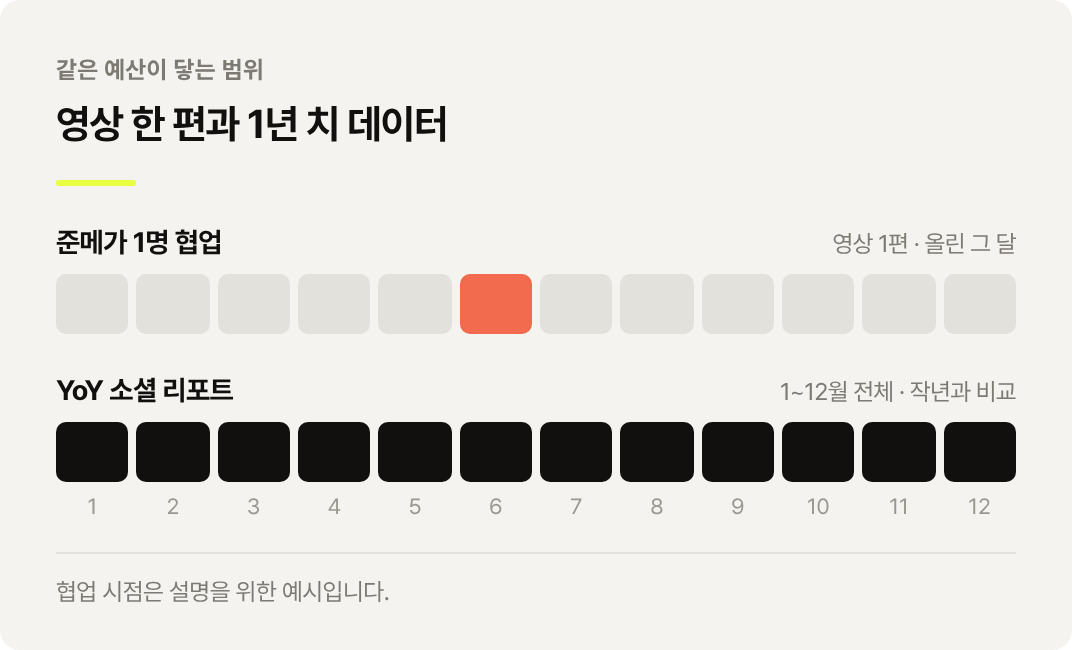 같은 예산이 닿는 범위
영상 한 편과 1년 치 데이터
준메가 1명 협업
영상 1편 · 올린 그 달
YoY 소셜 리포트
1~12월 전체 · 작년과 비교
1 2 3 4 5 6 7 8 9 10 11 12
협업 시점은 설명을 위한 예시입니다.